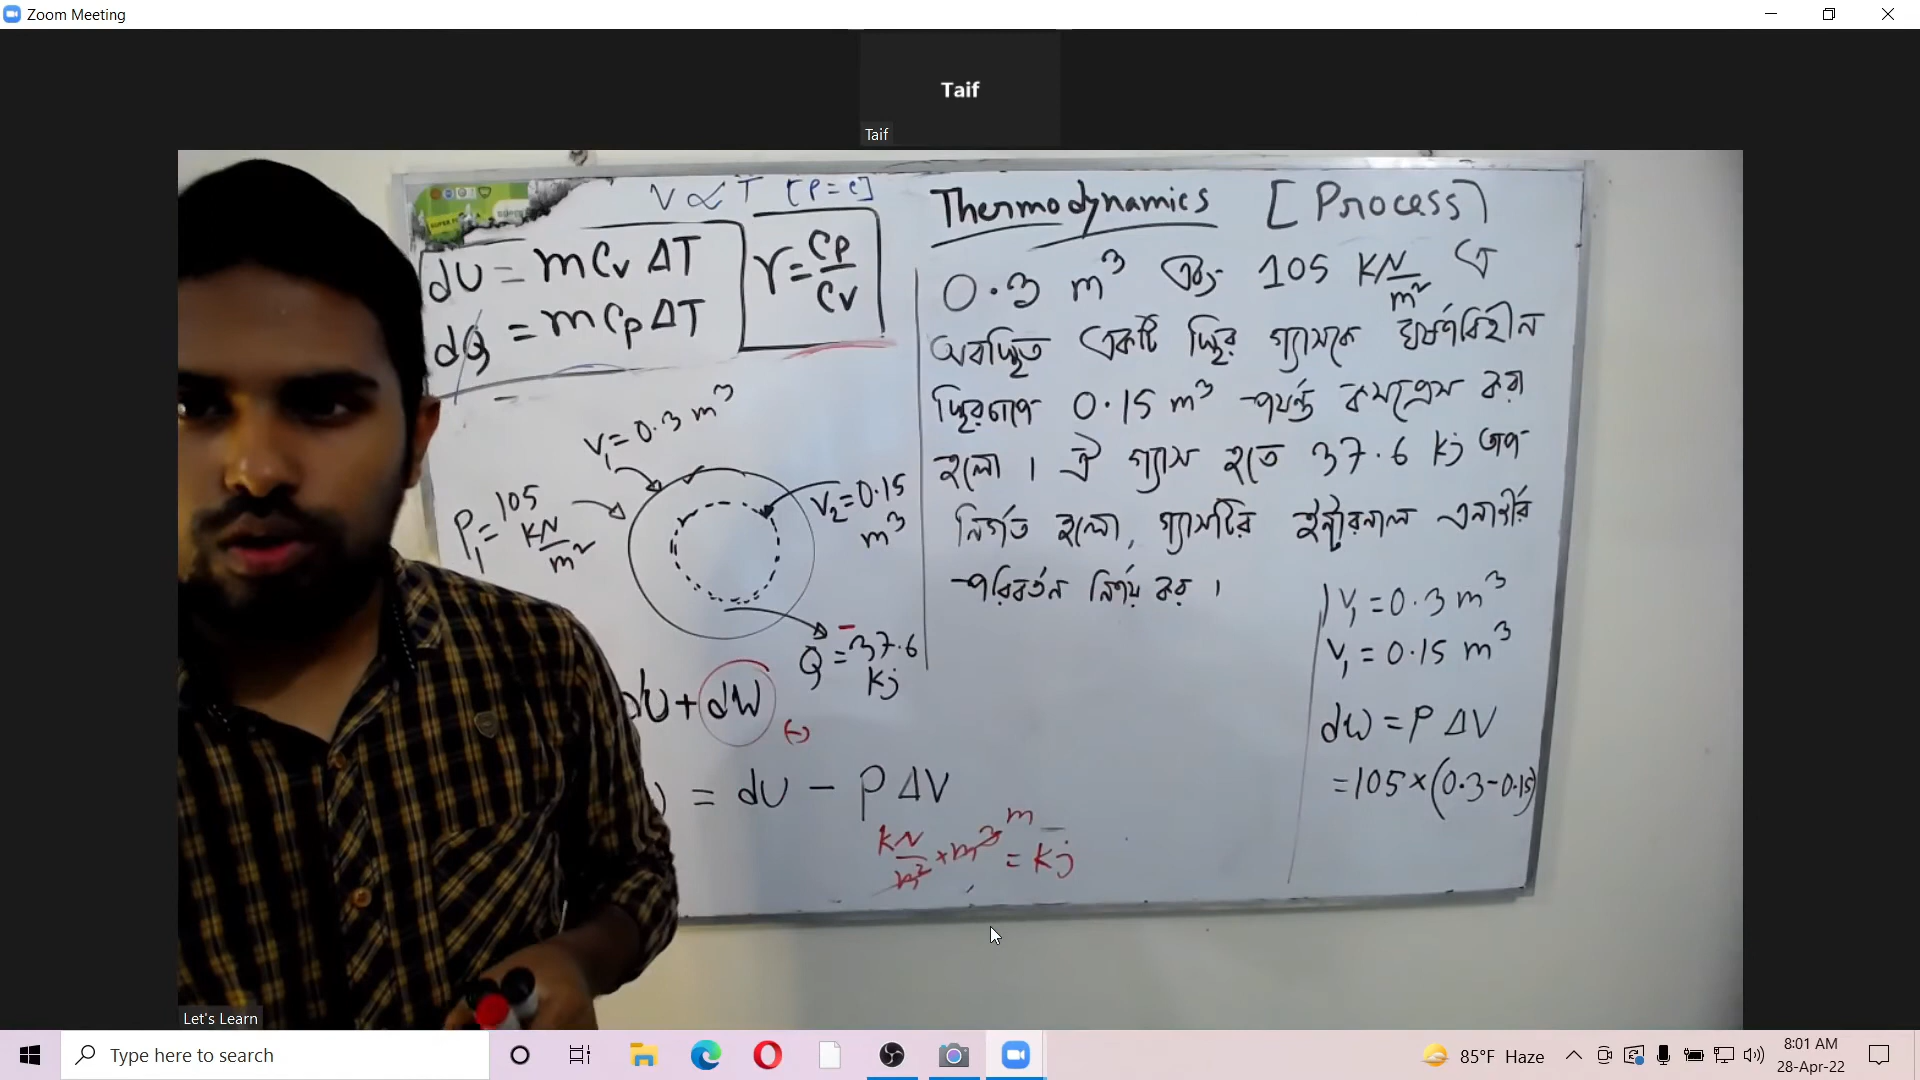 Zoom Meeting
Taif
Taif
V ∝ T [P=C]
dU = mCv ΔT
dQ = mCp ΔT
γ = Cp/Cv
V₁ = 0.3 m³
P₁ = 105 KN/m²
V₂ = 0.15 m³
Q = -37.6 Kj
dU + dW
(-)
= dU - P ΔV
KN/m² × m³ m = Kj
Thermodynamics [Process]
0.3 m³ এবং 105 KN/m² এ
অবস্থিত একটি স্থির গ্যাসকে ঘর্ষণবিহীন
স্থিরচাপে 0.15 m³ পর্যন্ত কমপ্রেস করা
হলো। ঐ গ্যাস হতে 37.6 Kj তাপ
নির্গত হলো, গ্যাসটির ইন্টারনাল এনার্জির
পরিবর্তন নির্ণয় কর।
V₁ = 0.3 m³
V₁ = 0.15 m³
dW = P ΔV
= 105 × (0.3 - 0.15)
Let's Learn
Type here to search
85°F Haze
8:01 AM
28-Apr-22